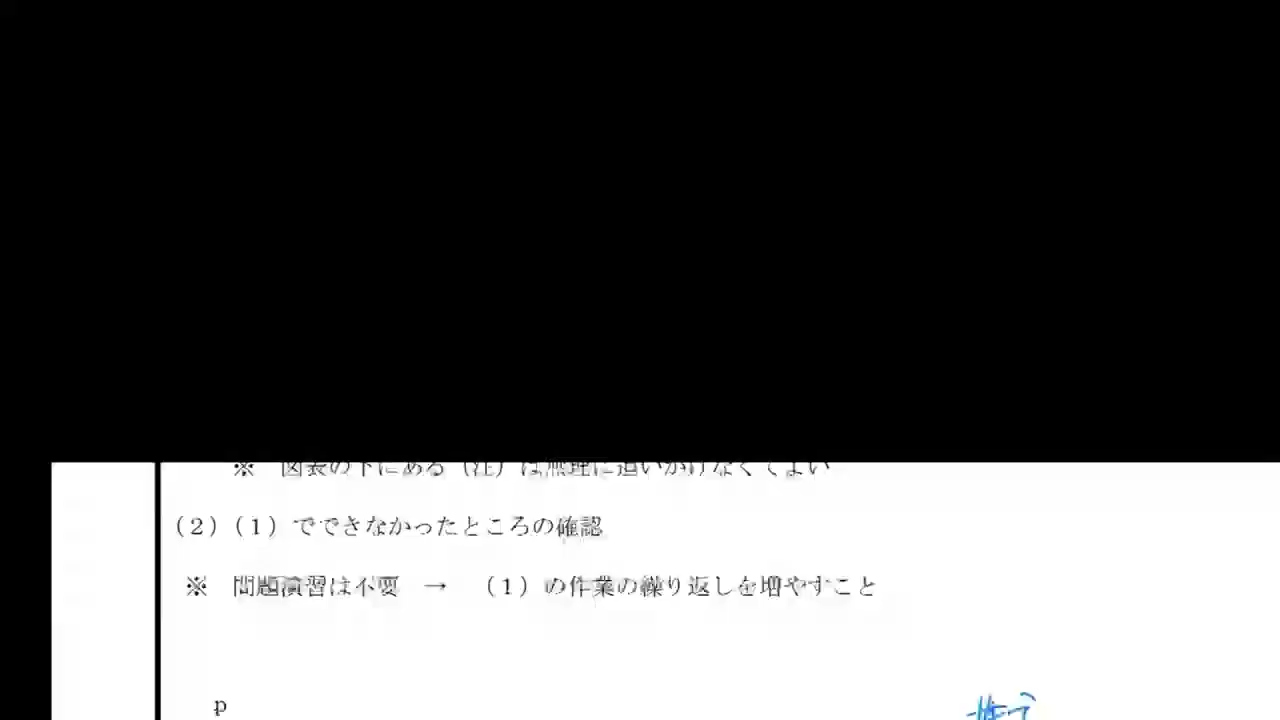 ※ 図表の下にある（注）は無理に追いかけなくてよい
（２）（１）でできなかったところの確認
※ 問題演習は不要 → （１）の作業の繰り返しを増やすこと
p